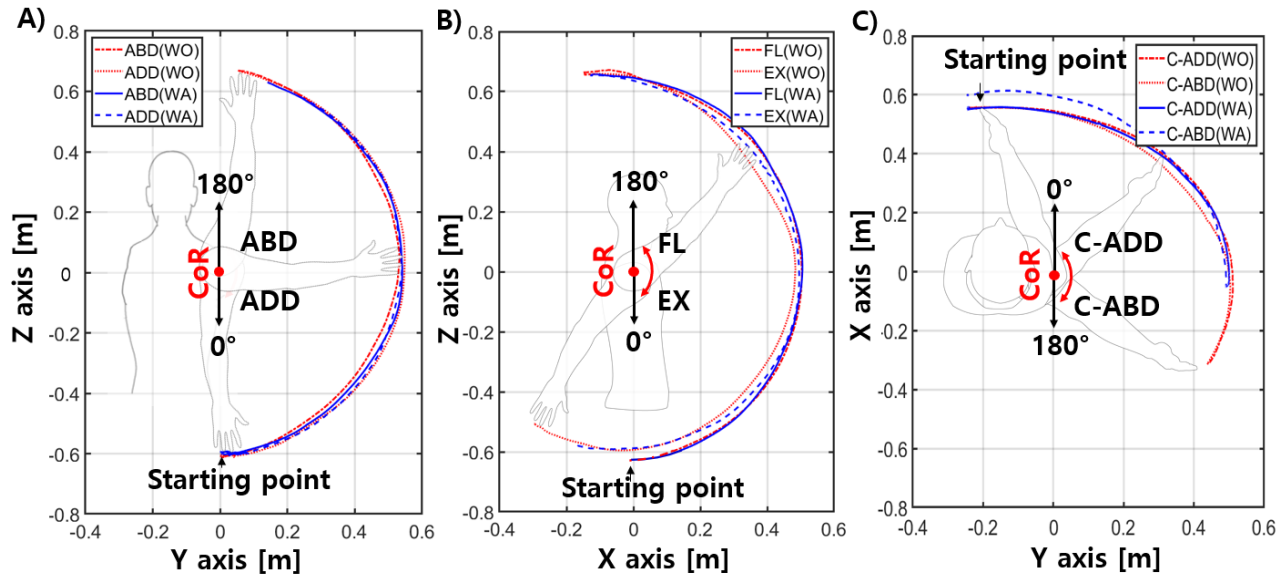 A)
ABD(WO)
ADD(WO)
ABD(WA)
ADD(WA)
0.8
0.6
0.4
0.2
0
-0.2
-0.4
-0.6
-0.8
Z axis [m]
180°
ABD
CoR
ADD
0°
Starting point
-0.4
-0.2
0
0.2
0.4
0.6
Y axis [m]
B)
FL(WO)
EX(WO)
FL(WA)
EX(WA)
0.8
0.6
0.4
0.2
0
-0.2
-0.4
-0.6
-0.8
Z axis [m]
180°
FL
CoR
EX
0°
Starting point
-0.4
-0.2
0
0.2
0.4
0.6
X axis [m]
C)
Starting point
C-ADD(WO)
C-ABD(WO)
C-ADD(WA)
C-ABD(WA)
0.8
0.6
0.4
0.2
0
-0.2
-0.4
-0.6
-0.8
X axis [m]
0°
C-ADD
CoR
C-ABD
180°
-0.4
-0.2
0
0.2
0.4
0.6
Y axis [m]